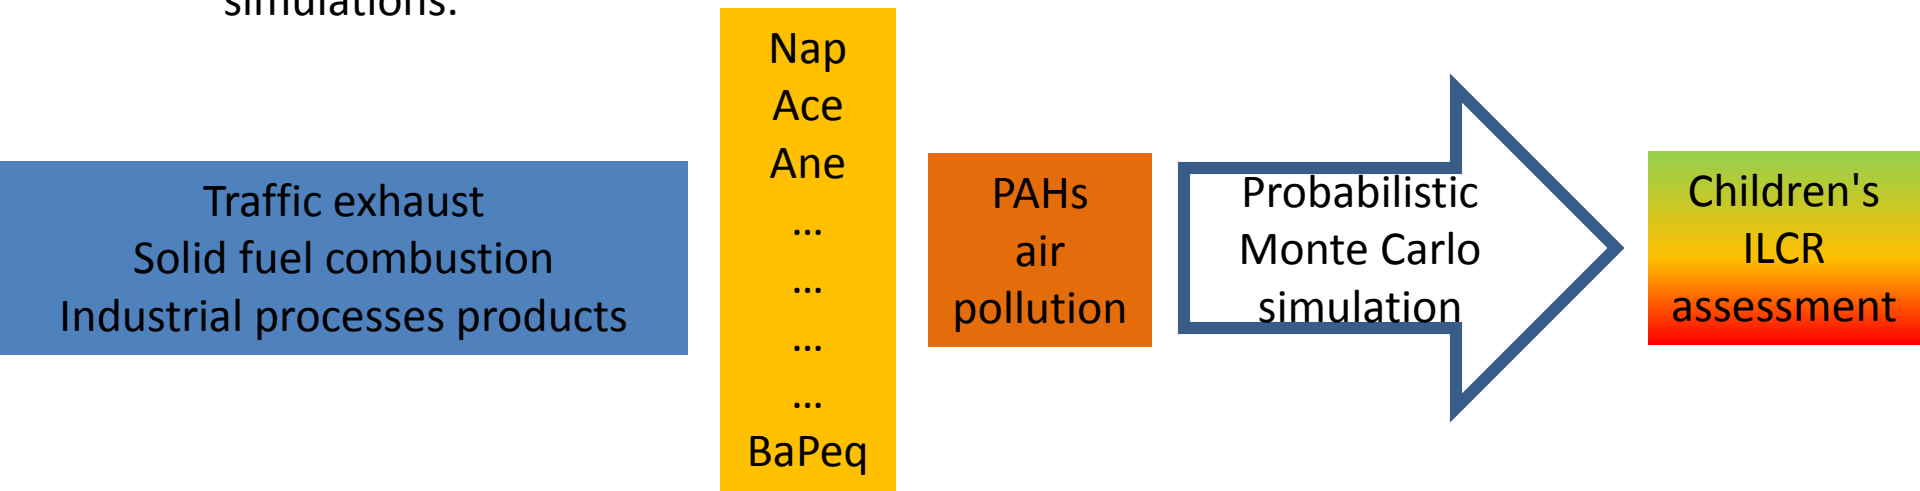 simulations.
Traffic exhaust
Solid fuel combustion
Industrial processes products
Nap
Ace
Ane
...
...
...
...
BaPeq
PAHs
air
pollution
Probabilistic
Monte Carlo
simulation
Children's
ILCR
assessment